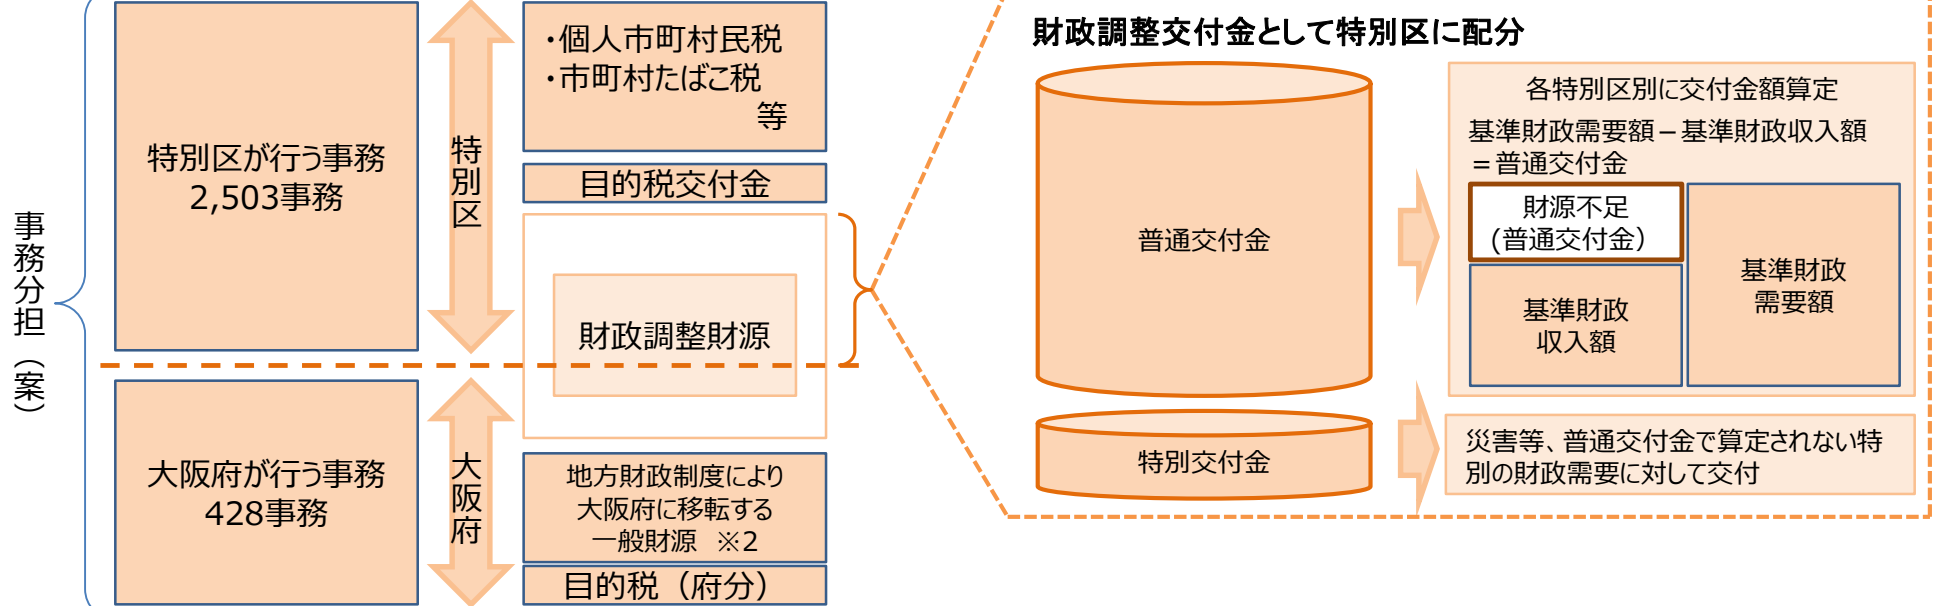 事務分担（案）
特別区が行う事務
2,503事務
大阪府が行う事務
428事務
特別区
大阪府
・個人市町村民税
・市町村たばこ税
等
目的税交付金
財政調整財源
地方財政制度により
大阪府に移転する
一般財源　※2
目的税（府分）
財政調整交付金として特別区に配分
普通交付金
特別交付金
各特別区別に交付金額算定
基準財政需要額－基準財政収入額
＝普通交付金
財源不足
(普通交付金）
基準財政
収入額
基準財政
需要額
災害等、普通交付金で算定されない特
別の財政需要に対して交付